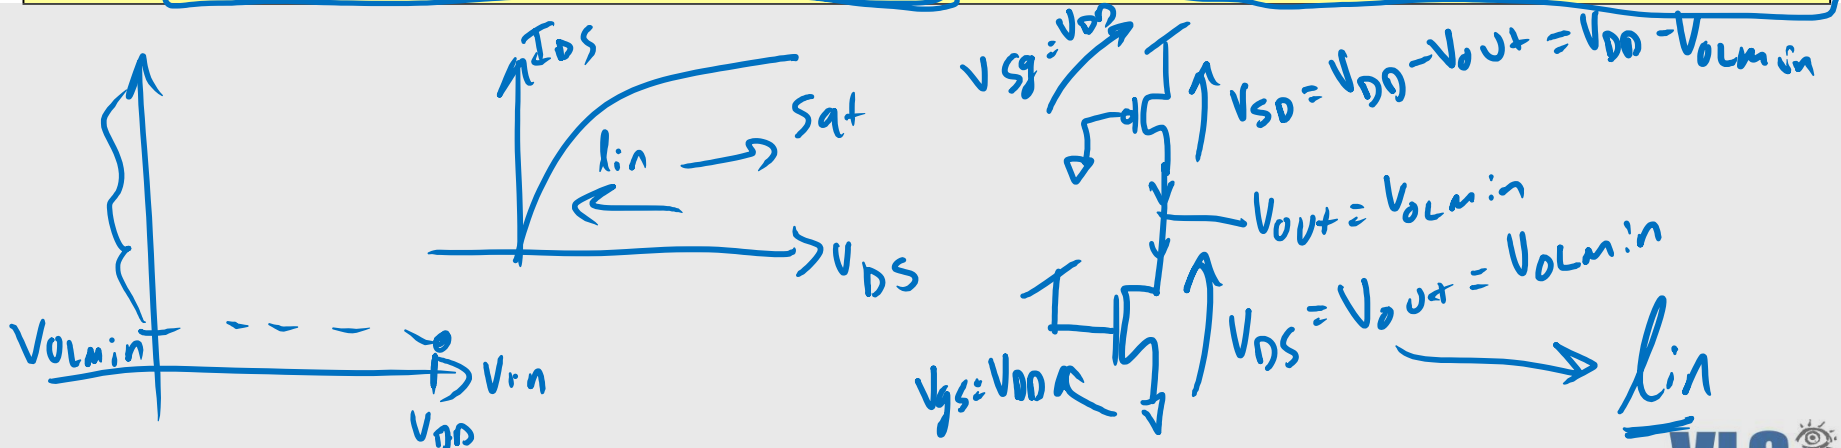 IDS
Sat
lin
VDS
VOLmin
Vin
VDD
VSg=VDD
VSD=VDD-Vout=VDD-VOLmin
Vout=VOLmin
VDS=Vout=VOLmin
Vgs=VDD
lin